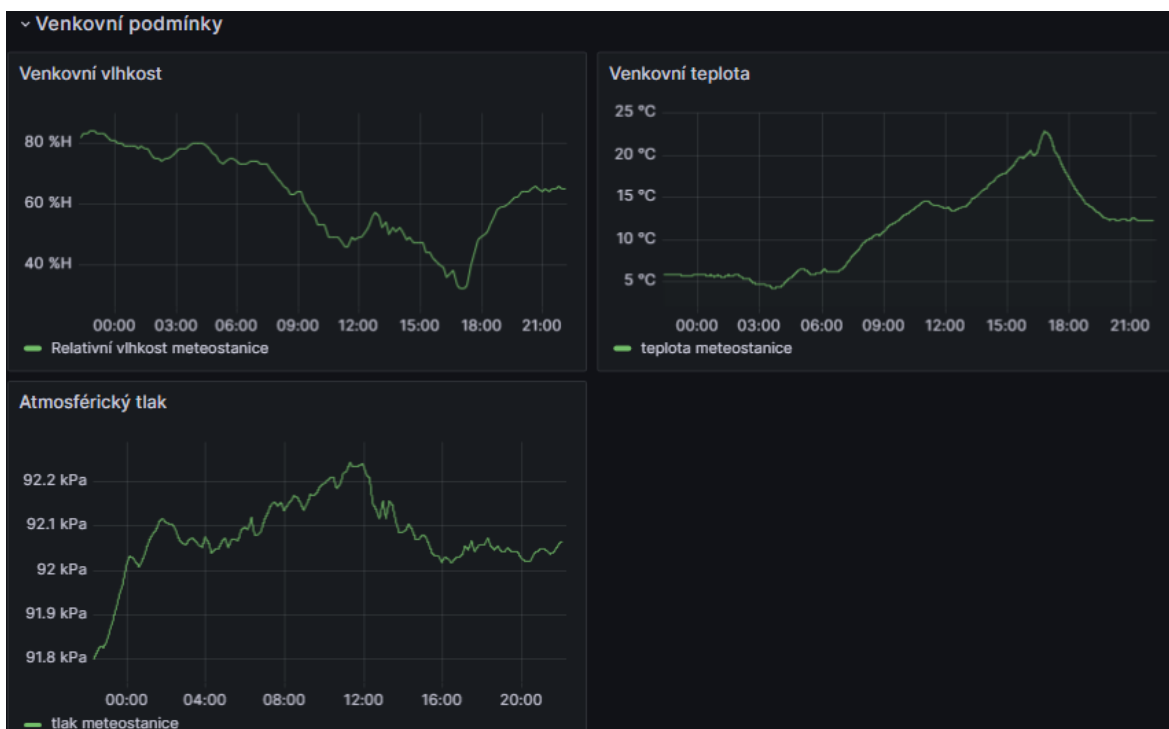 Venkovní podmínky
Venkovní vlhkost
80 %H
60 %H
40 %H
00:00 03:00 06:00 09:00 12:00 15:00 18:00 21:00
Relativní vlhkost meteostanice
Venkovní teplota
25 °C
20 °C
15 °C
10 °C
5 °C
00:00 03:00 06:00 09:00 12:00 15:00 18:00 21:00
teplota meteostanice
Atmosférický tlak
92.2 kPa
92.1 kPa
92 kPa
91.9 kPa
91.8 kPa
00:00 04:00 08:00 12:00 16:00 20:00
tlak meteostanice